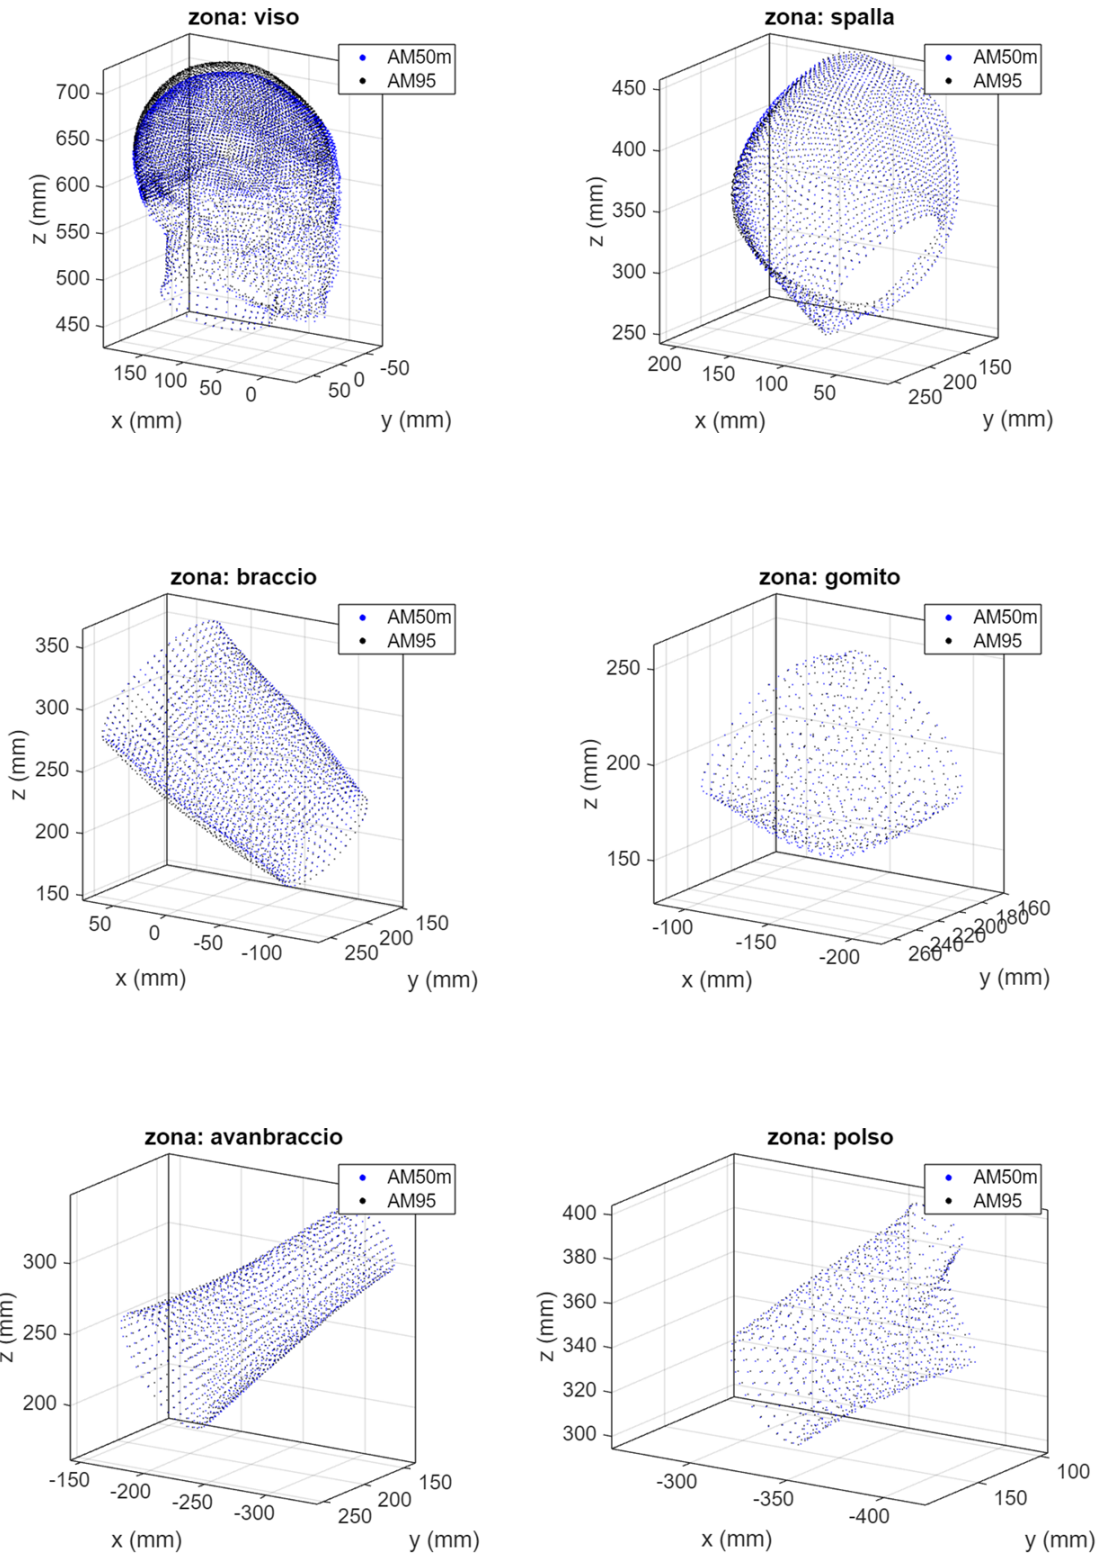 zona: viso
AM50m
AM95
700
650
600
550
500
450
z (mm)
150
100
50
0
x (mm)
50
0
-50
y (mm)
zona: spalla
AM50m
AM95
450
400
350
300
250
z (mm)
200
150
100
50
x (mm)
250
200
150
y (mm)
zona: braccio
AM50m
AM95
350
300
250
200
150
z (mm)
50
0
-50
-100
x (mm)
250
200
150
y (mm)
zona: gomito
AM50m
AM95
250
200
150
z (mm)
-100
-150
-200
x (mm)
260
240
220
200
180
160
y (mm)
zona: avanbraccio
AM50m
AM95
300
250
200
z (mm)
-150
-200
-250
-300
x (mm)
250
200
150
y (mm)
zona: polso
AM50m
AM95
400
380
360
340
320
300
z (mm)
-300
-350
-400
x (mm)
150
100
y (mm)